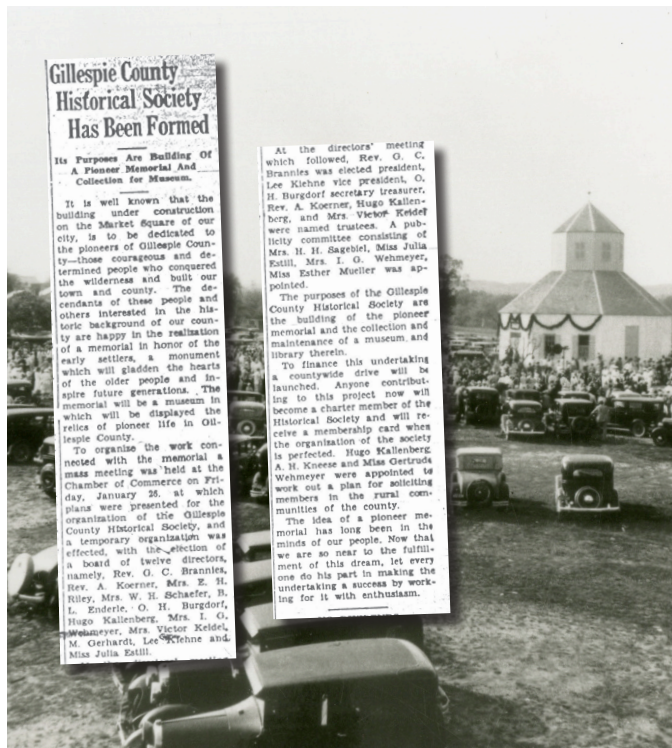 Gillespie County
Historical Society
Has Been Formed
Its Purposes Are Building Of
A Pioneer Memorial And
Collection for Museum.
It is well known that the
building under construction
on the Market Square of our
city, is to be dedicated to
the pioneers of Gillespie Coun-
ty—those courageous and de-
termined people who conquered
the wilderness and built our
town and county. The de-
cendants of these people and
others interested in the his-
toric background of our coun-
ty are happy in the realization
of a memorial in honor of the
early settlers, a monument
which will gladden the hearts
of the older people and in-
spire future generations. The
memorial will be a museum in
which will be displayed the
relics of pioneer life in Gil-
lespie County.
To organise the work con-
nected with the memorial a
mass meeting was held at the
Chamber of Commerce on Fri-
day, January 26, at which
plans were presented for the
organization of the Gillespie
County Historical Society, and
a temporary organization was
effected, with the election of
a board of twelve directors,
namely, Rev. G. C. Brannies,
Rev. A. Koerner, Mrs. E. H.
Riley, Mrs. W. H. Schaefer, B.
L. Enderle, O. H. Burgdorf,
Hugo Kallenberg, Mrs. I. G.
Wehmeyer, Mrs. Victor Keidel,
M. Gerhardt, Lee Kiehne and
Miss Julia Estill.
At the directors' meeting
which followed, Rev. G. C.
Brannies was elected president,
Lee Kiehne vice president, O.
H. Burgdorf secretary treasurer,
Rev. A. Koerner, Hugo Kallen-
berg, and Mrs. Victor Keidel
were named trustees. A pub-
licity committee consisting of
Mrs. H. H. Sagebiel, Miss Julia
Estill, Mrs. I. G. Wehmeyer,
Miss Esther Mueller was ap-
pointed.
The purposes of the Gillespie
County Historical Society are
the building of the pioneer
memorial and the collection and
maintenance of a museum and
library therein.
To finance this undertaking
a countywide drive will be
launched. Anyone contribut-
ing to this project now will
become a charter member of the
Historical Society and will re-
ceive a membership card when
the organization of the society
is perfected. Hugo Kallenberg
A. H. Kneese and Miss Gertrude
Wehmeyer were appointed to
work out a plan for soliciting
members in the rural com-
munities of the county.
The idea of a pioneer me-
morial has long been in the
minds of our people. Now that
we are so near to the fulfill-
ment of this dream, let every
one do his part in making the
undertaking a success by work-
ing for it with enthusiasm.